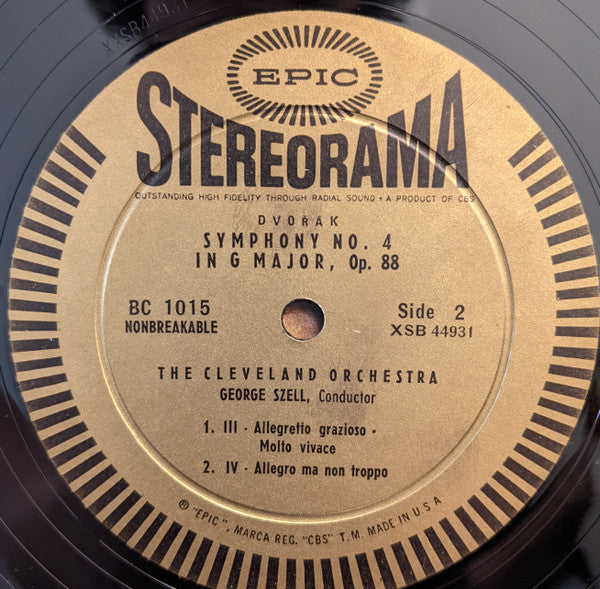 XXSB44931
EPIC
STEREORAMA
OUTSTANDING HIGH FIDELITY THROUGH RADIAL SOUND • A PRODUCT OF CBS
DVOŘÁK
SYMPHONY NO. 4
IN G MAJOR, Op. 88
BC 1015
NONBREAKABLE
Side 2
XSB 44931
THE CLEVELAND ORCHESTRA
GEORGE SZELL, Conductor
1. III - Allegretto grazioso -
Molto vivace
2. IV - Allegro ma non troppo
® "EPIC", MARCA REG. "CBS" T.M. MADE IN U S A